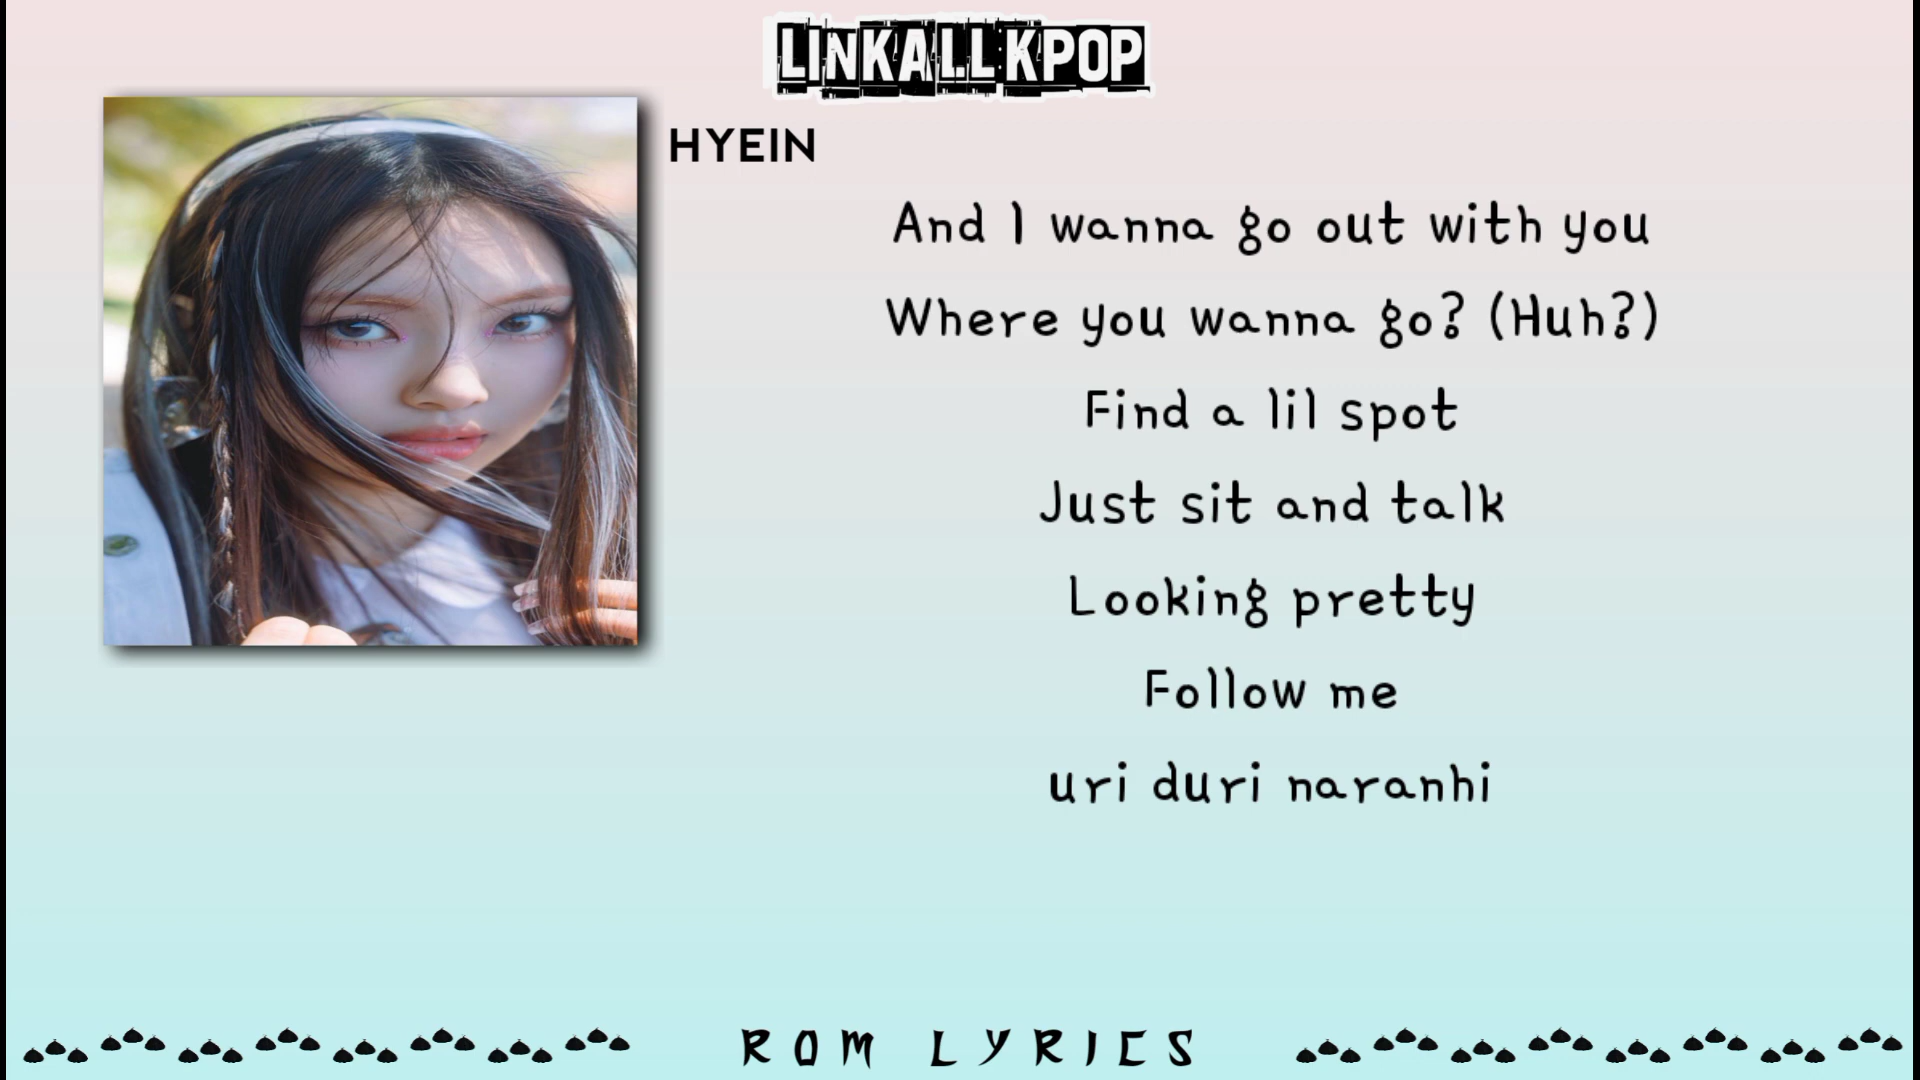 LINKALLKPOP
HYEIN
And I wanna go out with you
Where you wanna go? (Huh?)
Find a lil spot
Just sit and talk
Looking pretty
Follow me
uri duri naranhi
ROM LYRICS